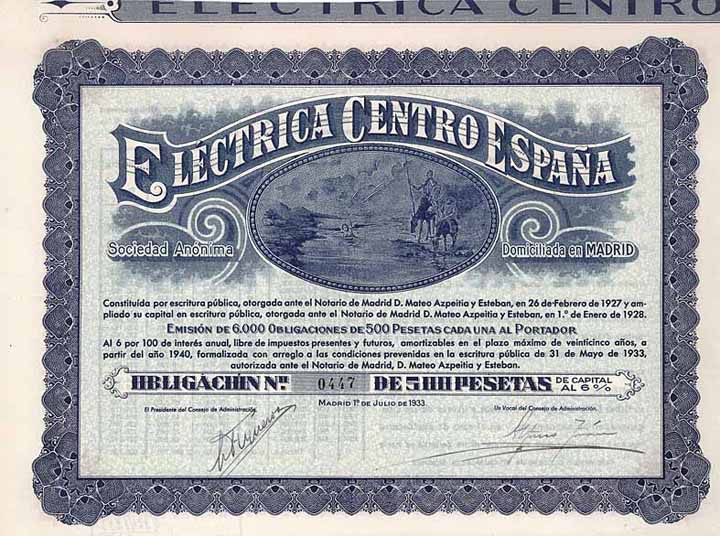 ELECTRICA CENTRO
ELÉCTRICA CENTRO ESPAÑA
Sociedad Anónima
Domiciliada en MADRID
Constituída por escritura pública, otorgada ante el Notario de Madrid D. Mateo Azpeitia y Esteban, en 26 de Febrero de 1927 y am-
pliado su capital en escritura pública, otorgada ante el Notario de Madrid D. Mateo Azpeitia y Esteban, en 1.º de Enero de 1928.
EMISIÓN DE 6.000 OBLIGACIONES DE 500 PESETAS CADA UNA AL PORTADOR
Al 6 por 100 de interés anual, libre de impuestos presentes y futuros, amortizables en el plazo máximo de veinticinco años, a
partir del año 1940, formalizada con arreglo a las condiciones prevenidas en la escritura pública de 31 de Mayo de 1933,
autorizada ante el Notario de Madrid, D. Mateo Azpeitia y Esteban.
OBLIGACIÓN Nº. 0447 DE 500 PESETAS DE CAPITAL AL 6%
MADRID 1º DE JULIO DE 1933
El Presidente del Consejo de Administración,
Un Vocal del Consejo de Administración,